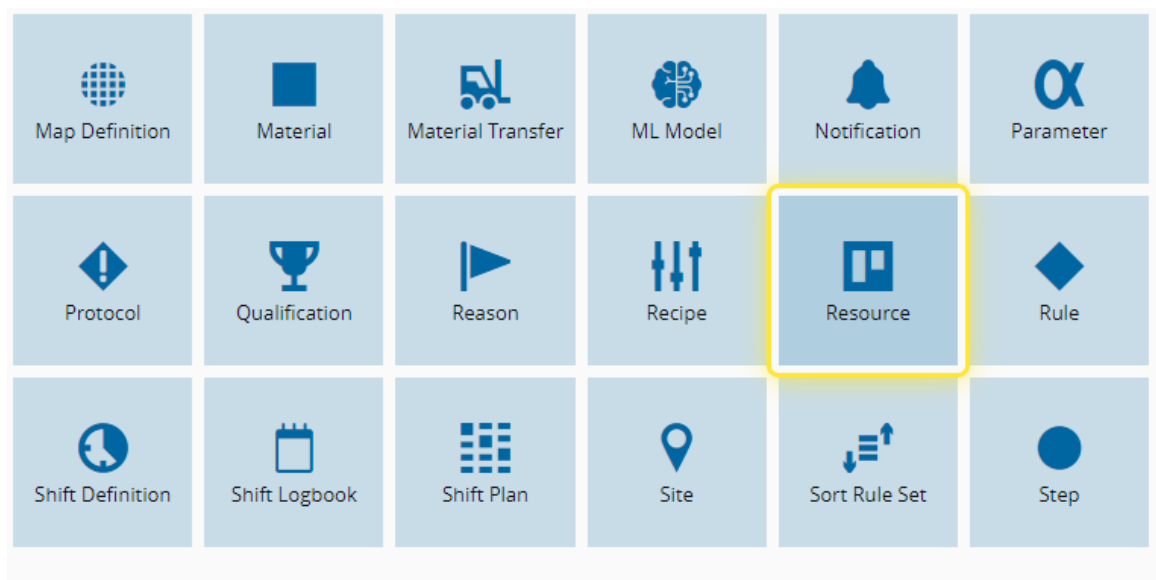 Map Definition
Material
Material Transfer
ML Model
Notification
Parameter
Protocol
Qualification
Reason
Recipe
Resource
Rule
Shift Definition
Shift Logbook
Shift Plan
Site
Sort Rule Set
Step